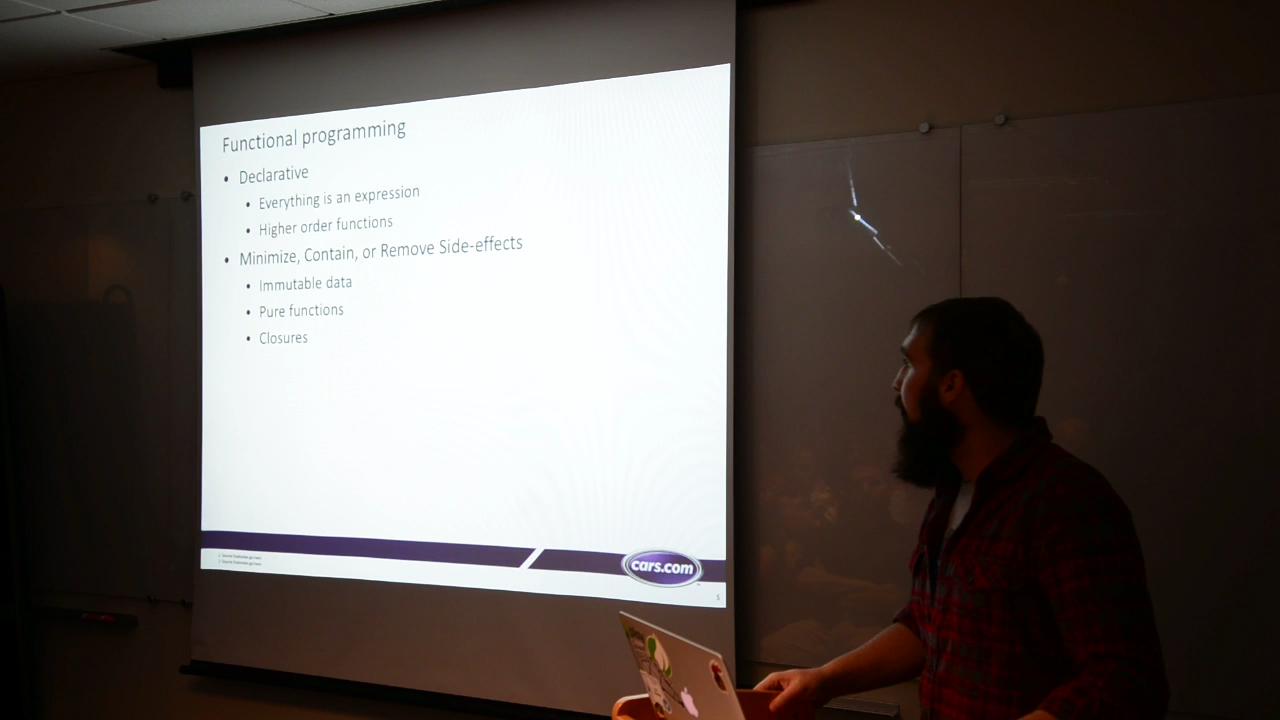 Functional programming
• Declarative
• Everything is an expression
• Higher order functions
• Minimize, Contain, or Remove Side-effects
• Immutable data
• Pure functions
• Closures
cars.com
5